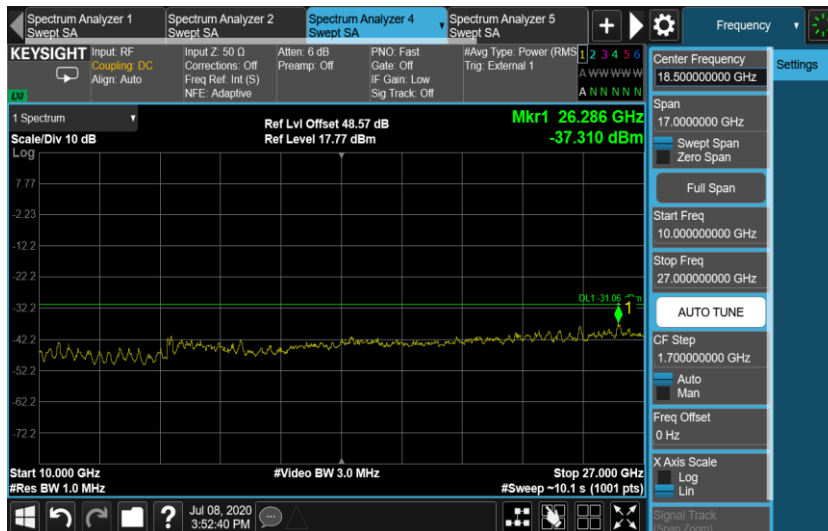 Spectrum Analyzer 1
Swept SA
Spectrum Analyzer 2
Swept SA
Spectrum Analyzer 4
Swept SA
Spectrum Analyzer 5
Swept SA
+
Frequency
KEYSIGHT
Input: RF
Coupling: DC
Align: Auto
Input Z: 50 Ω
Corrections: Off
Freq Ref: Int (S)
NFE: Adaptive
Atten: 6 dB
Preamp: Off
PNO: Fast
Gate: Off
IF Gain: Low
Sig Track: Off
#Avg Type: Power (RMS
Trig: External 1
1 2 3 4 5 6
A W W W W W
A N N N N N
LXI
1 Spectrum
Scale/Div 10 dB
Ref Lvl Offset 48.57 dB
Ref Level 17.77 dBm
Mkr1 26.286 GHz
-37.310 dBm
Log
7.77
-2.23
-12.2
-22.2
-32.2
-42.2
-52.2
-62.2
-72.2
DL1 -31.06
1
Start 10.000 GHz
#Res BW 1.0 MHz
#Video BW 3.0 MHz
Stop 27.000 GHz
#Sweep ~10.1 s (1001 pts)
?
Jul 08, 2020
3:52:40 PM
Center Frequency
18.500000000 GHz
Settings
Span
17.0000000 GHz
Swept Span
Zero Span
Full Span
Start Freq
10.000000000 GHz
Stop Freq
27.000000000 GHz
AUTO TUNE
CF Step
1.700000000 GHz
Auto
Man
Freq Offset
0 Hz
X Axis Scale
Log
Lin
Signal Track
(Span Zoom)